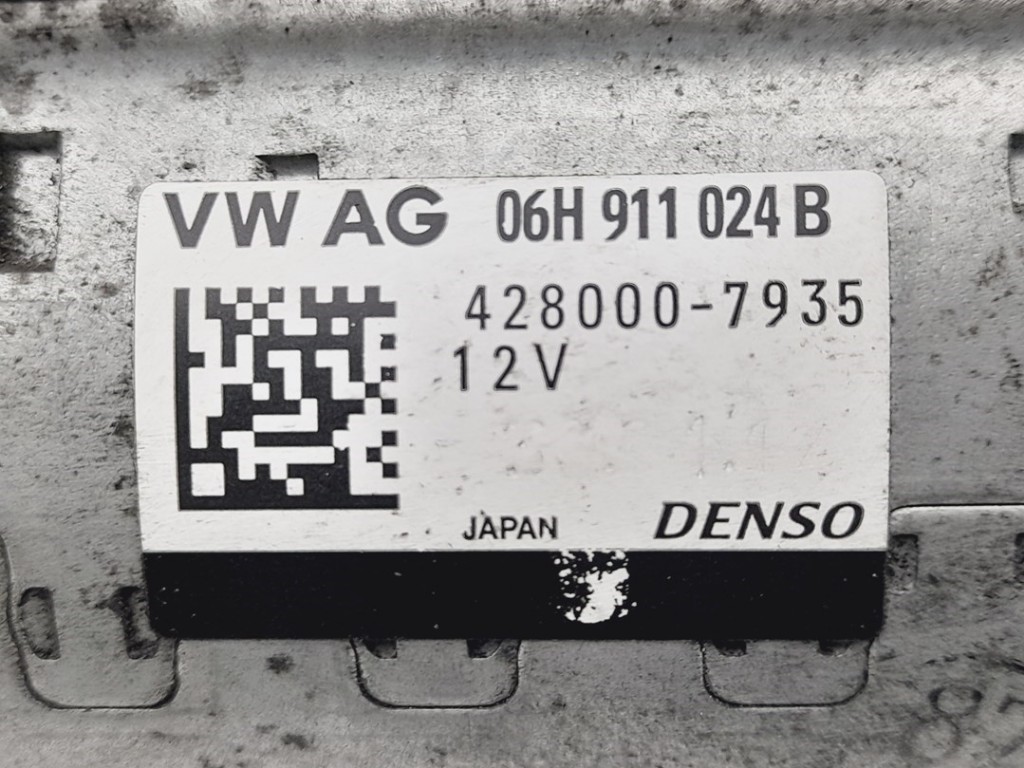 VW AG 06H 911 024 B
428000-7935
12V
JAPAN DENSO